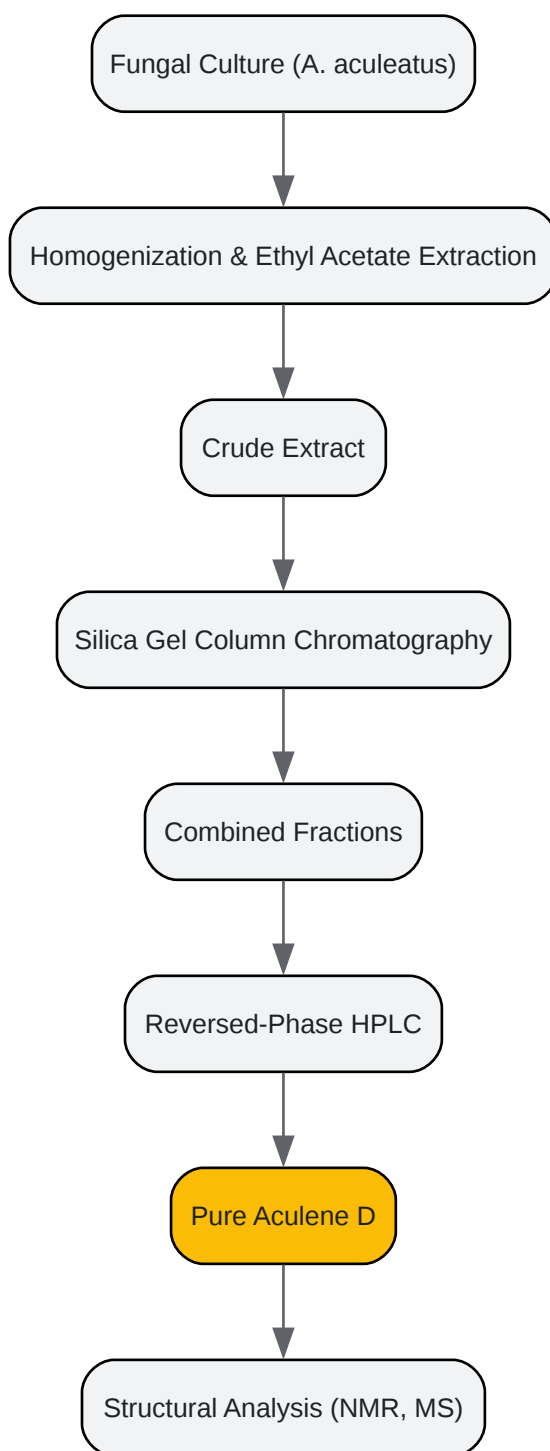 Fungal Culture (A. aculeatus)
Homogenization & Ethyl Acetate Extraction
Crude Extract
Silica Gel Column Chromatography
Combined Fractions
Reversed-Phase HPLC
Pure Aculene D
Structural Analysis (NMR, MS)